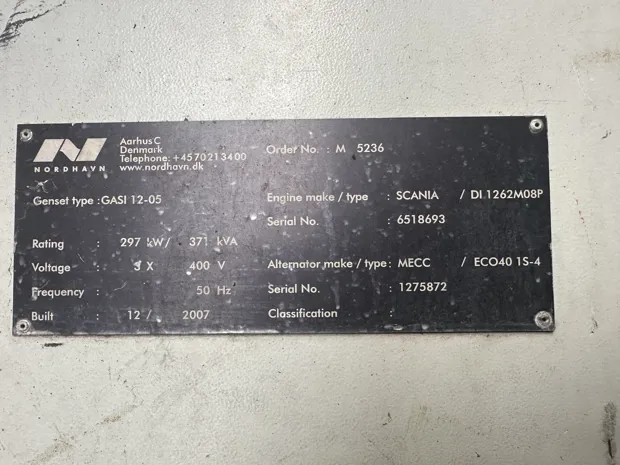 NORDHAVN
Aarhus C
Denmark
Telephone: +4570213400
www.nordhavn.dk
Order No. : M 5236
Genset type :GASI 12-05
Engine make / type : SCANIA / DI 1262M08P
Serial No. : 6518693
Rating : 297 kW/ 371 kVA
Voltage : 3 X 400 V
Alternator make / type: MECC / ECO40 1S-4
Frequency : 50 Hz
Serial No. : 1275872
Built : 12 / 2007
Classification :